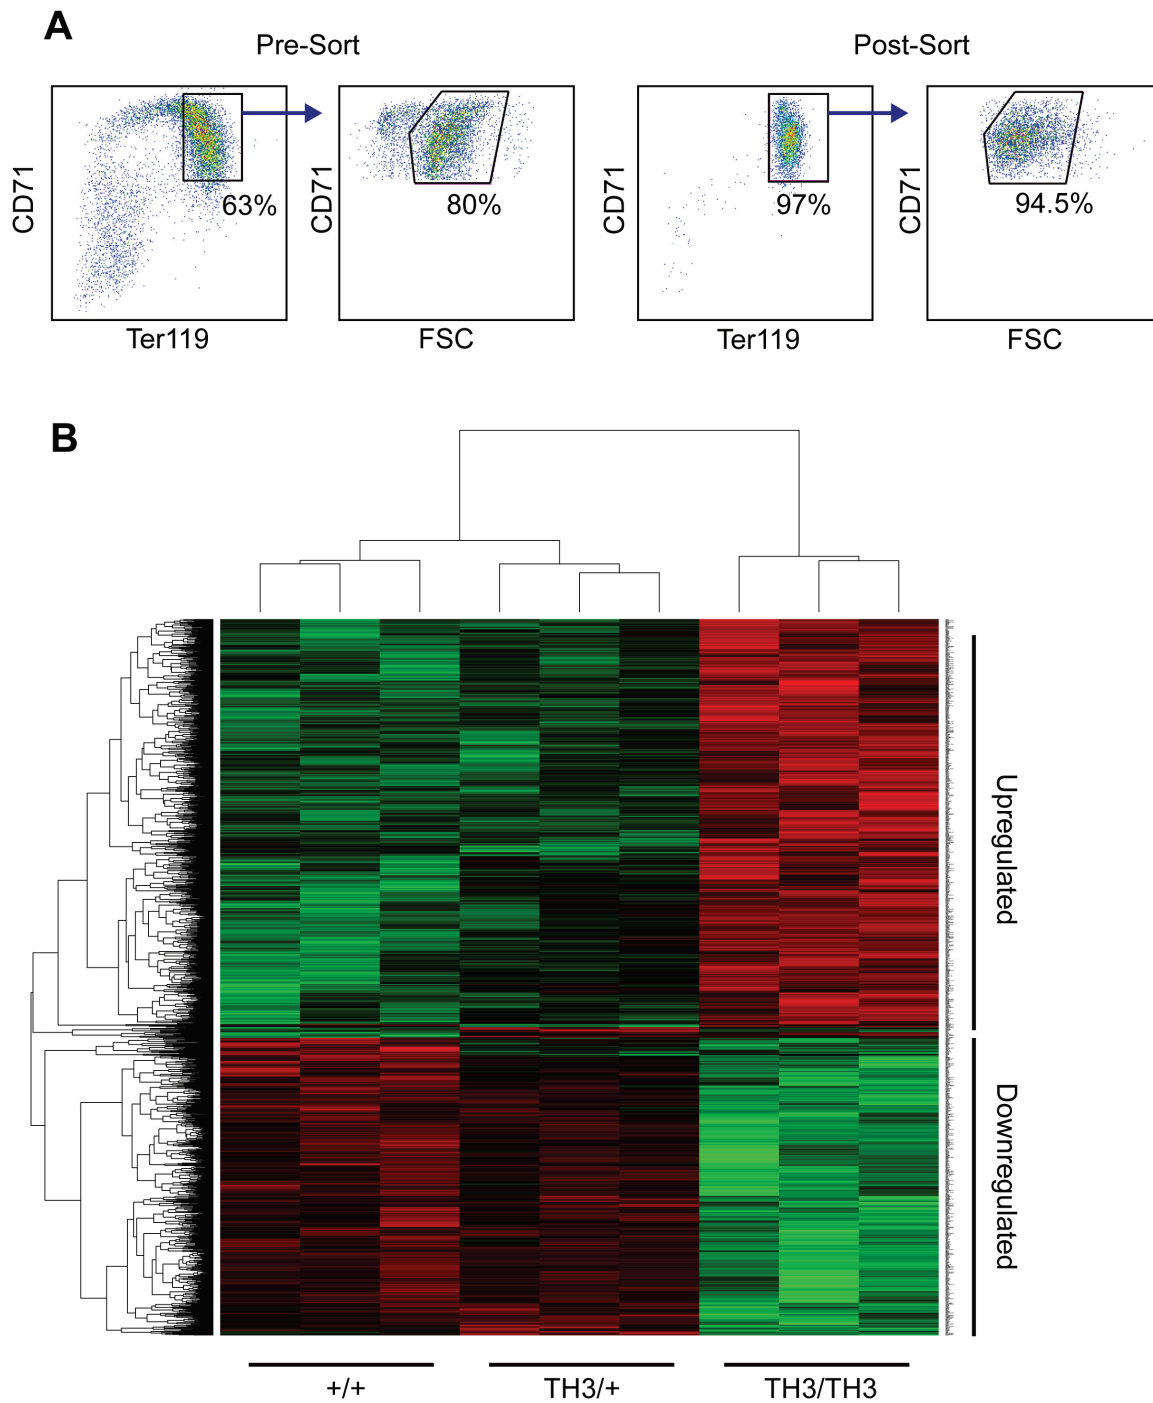 A
Pre-Sort
Post-Sort
CD71
63%
Ter119
CD71
80%
FSC
CD71
97%
Ter119
CD71
94.5%
FSC
B
Upregulated
Downregulated
+/+
TH3/+
TH3/TH3